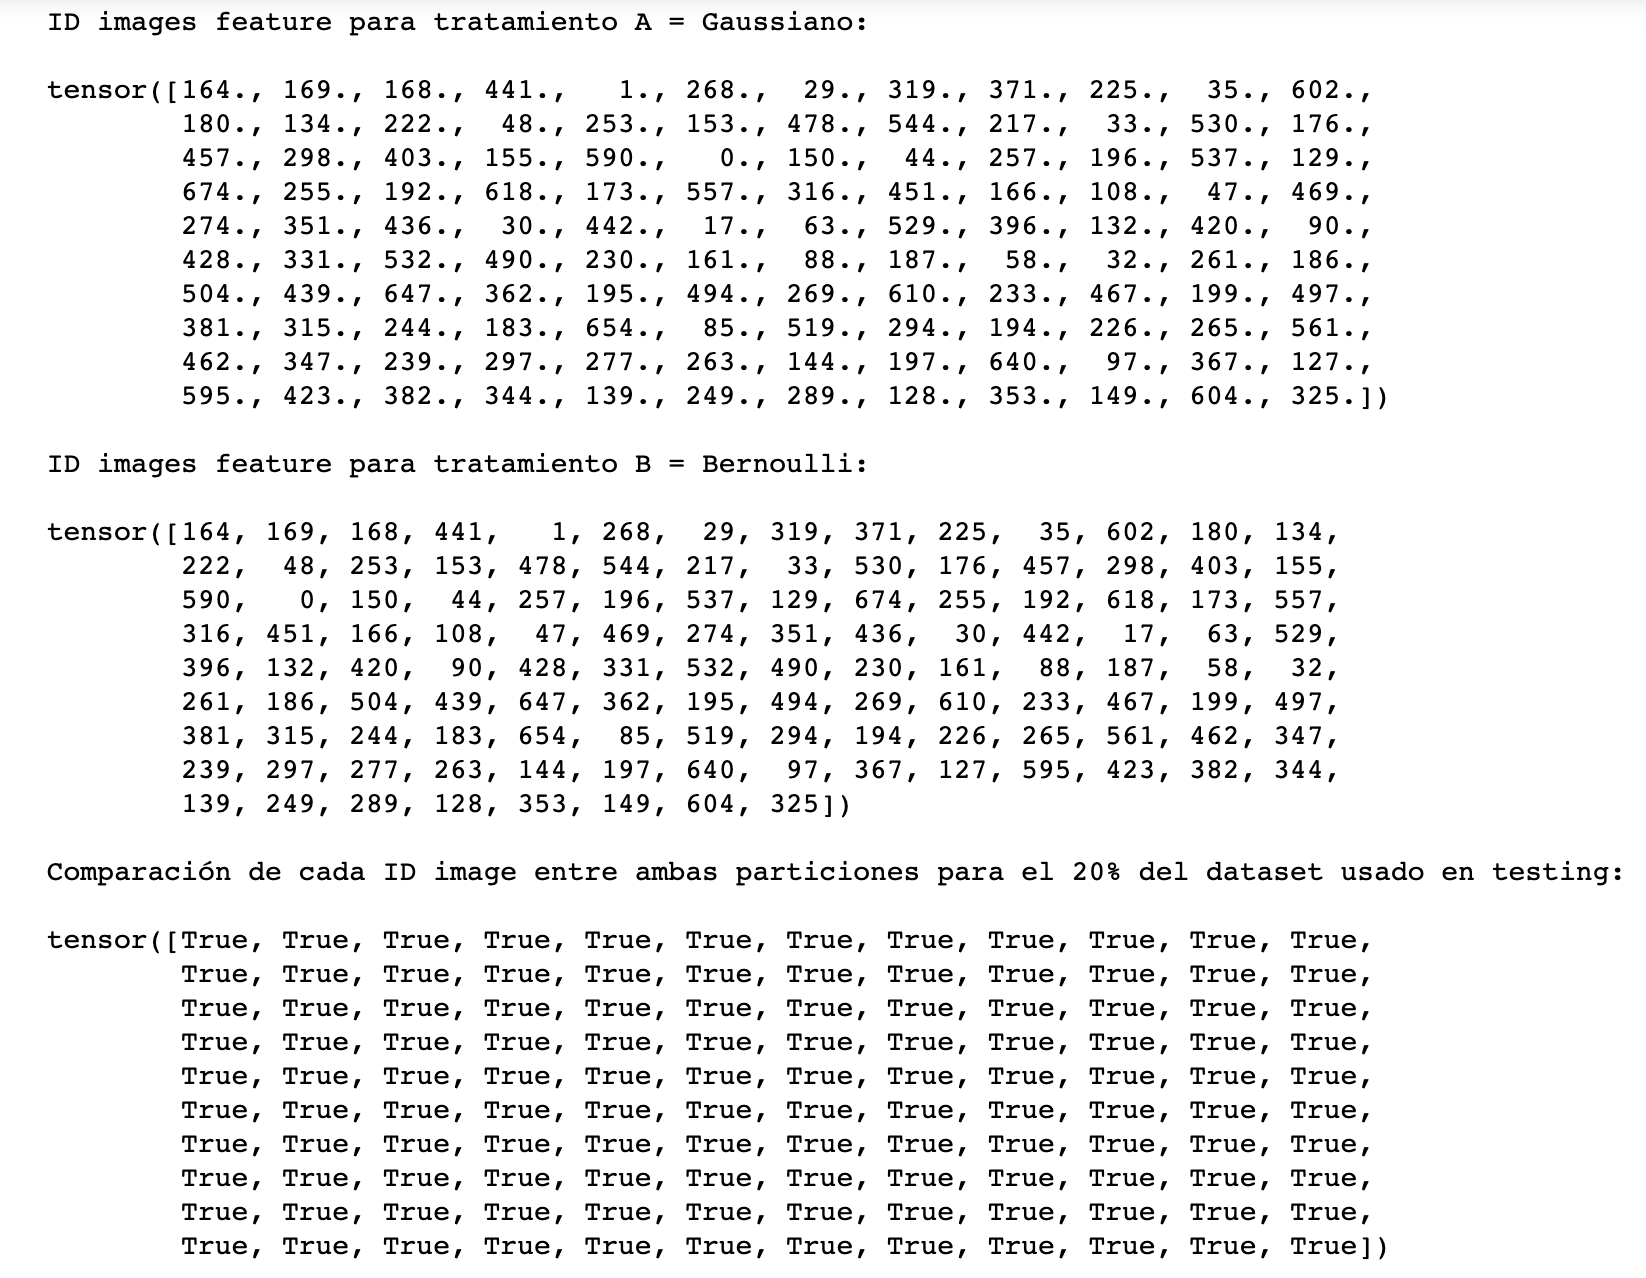 ID images feature para tratamiento A = Gaussiano:
tensor([164., 169., 168., 441.,   1., 268.,  29., 319., 371., 225.,  35., 602.,
        180., 134., 222.,  48., 253., 153., 478., 544., 217.,  33., 530., 176.,
        457., 298., 403., 155., 590.,   0., 150.,  44., 257., 196., 537., 129.,
        674., 255., 192., 618., 173., 557., 316., 451., 166., 108.,  47., 469.,
        274., 351., 436.,  30., 442.,  17.,  63., 529., 396., 132., 420.,  90.,
        428., 331., 532., 490., 230., 161.,  88., 187.,  58.,  32., 261., 186.,
        504., 439., 647., 362., 195., 494., 269., 610., 233., 467., 199., 497.,
        381., 315., 244., 183., 654.,  85., 519., 294., 194., 226., 265., 561.,
        462., 347., 239., 297., 277., 263., 144., 197., 640.,  97., 367., 127.,
        595., 423., 382., 344., 139., 249., 289., 128., 353., 149., 604., 325.])
ID images feature para tratamiento B = Bernoulli:
tensor([164, 169, 168, 441,   1, 268,  29, 319, 371, 225,  35, 602, 180, 134,
        222,  48, 253, 153, 478, 544, 217,  33, 530, 176, 457, 298, 403, 155,
        590,   0, 150,  44, 257, 196, 537, 129, 674, 255, 192, 618, 173, 557,
        316, 451, 166, 108,  47, 469, 274, 351, 436,  30, 442,  17,  63, 529,
        396, 132, 420,  90, 428, 331, 532, 490, 230, 161,  88, 187,  58,  32,
        261, 186, 504, 439, 647, 362, 195, 494, 269, 610, 233, 467, 199, 497,
        381, 315, 244, 183, 654,  85, 519, 294, 194, 226, 265, 561, 462, 347,
        239, 297, 277, 263, 144, 197, 640,  97, 367, 127, 595, 423, 382, 344,
        139, 249, 289, 128, 353, 149, 604, 325])
Comparación de cada ID image entre ambas particiones para el 20% del dataset usado en testing:
tensor([True, True, True, True, True, True, True, True, True, True, True, True,
        True, True, True, True, True, True, True, True, True, True, True, True,
        True, True, True, True, True, True, True, True, True, True, True, True,
        True, True, True, True, True, True, True, True, True, True, True, True,
        True, True, True, True, True, True, True, True, True, True, True, True,
        True, True, True, True, True, True, True, True, True, True, True, True,
        True, True, True, True, True, True, True, True, True, True, True, True,
        True, True, True, True, True, True, True, True, True, True, True, True,
        True, True, True, True, True, True, True, True, True, True, True, True,
        True, True, True, True, True, True, True, True, True, True, True, True])